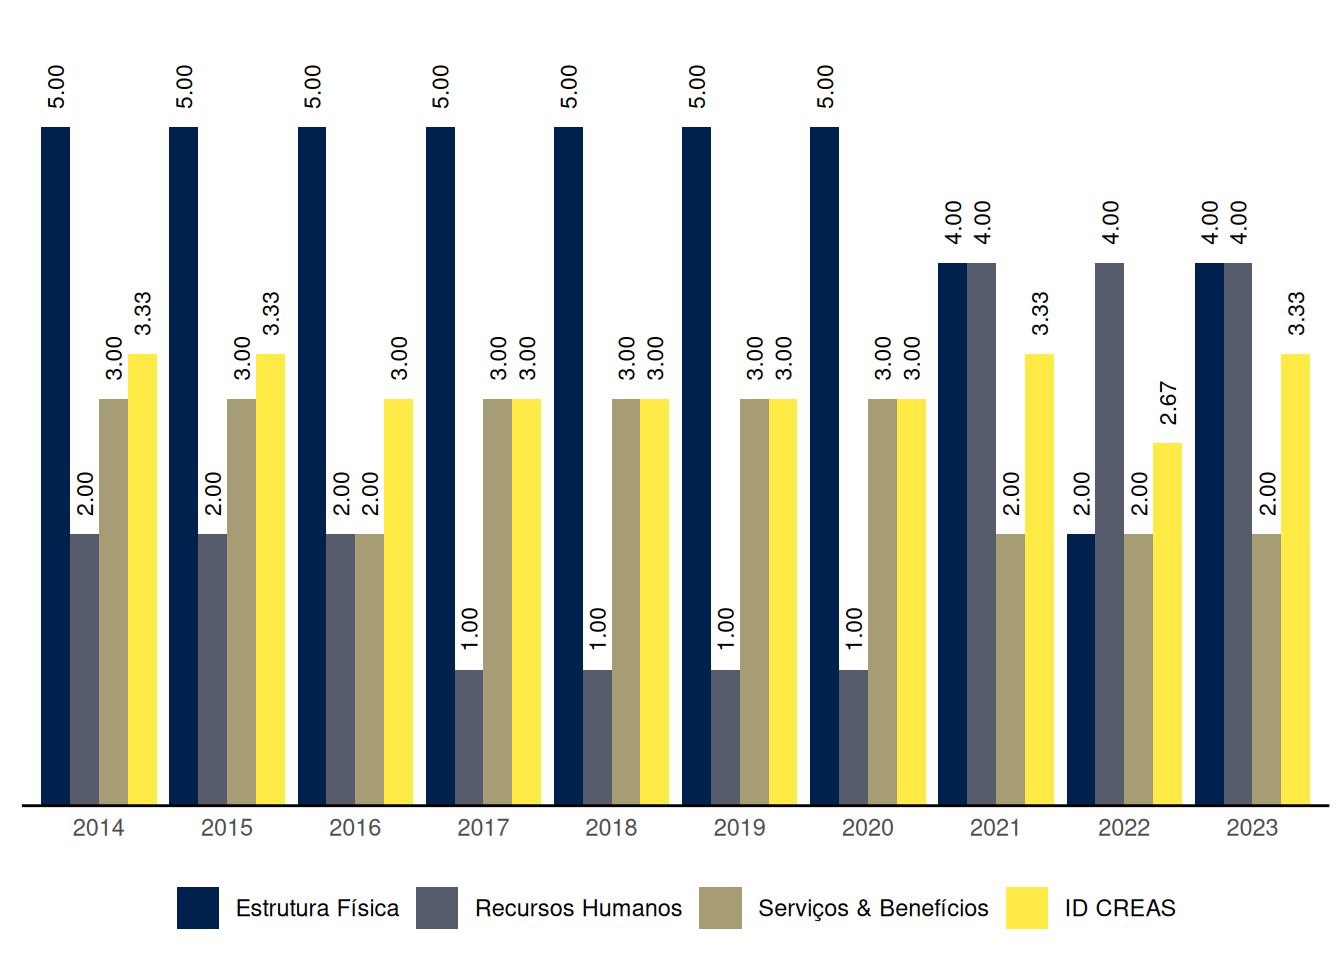 5.00 2.00 3.00 3.33 5.00 2.00 3.00 3.33 5.00 2.00 2.00 3.00 5.00 1.00 3.00 3.00 5.00 1.00 3.00 3.00 5.00 1.00 3.00 3.00 5.00 1.00 3.00 3.00 4.00 4.00 2.00 3.33 2.00 4.00 2.00 2.67 4.00 4.00 2.00 3.33
2014 2015 2016 2017 2018 2019 2020 2021 2022 2023
Estrutura Física Recursos Humanos Serviços & Benefícios ID CREAS